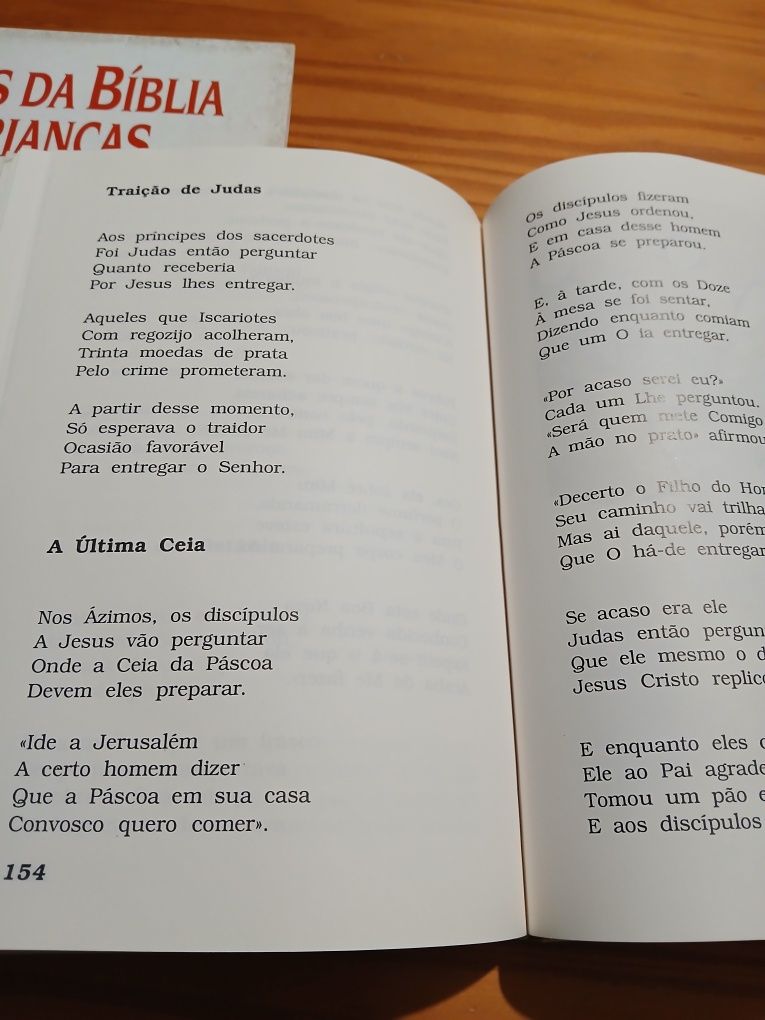 DA BÍBLIA
Traição de Judas
Aos príncipes dos sacerdotes
Foi Judas então perguntar
Quanto receberia
Por Jesus lhes entregar.
Aqueles que Iscariotes
Com regozijo acolheram,
Trinta moedas de prata
Pelo crime prometeram.
A partir desse momento,
Só esperava o traidor
Ocasião favorável
Para entregar o Senhor.
A Última Ceia
Nos Ázimos, os discípulos
A Jesus vão perguntar
Onde a Ceia da Páscoa
Devem eles preparar.
«Ide a Jerusalém
A certo homem dizer
Que a Páscoa em sua casa
Convosco quero comer».
154
Os discípulos fizeram
Como Jesus ordenou,
E em casa desse homem
A Páscoa se preparou.
E, à tarde, com os Doze
À mesa se foi sentar,
Dizendo enquanto comiam
Que um O ia entregar.
«Por acaso serei eu?»
Cada um Lhe perguntou.
«Será quem mete Comigo
A mão no prato» afirmou
«Decerto o Filho do
Seu caminho vai
Mas ai daquele, porém
Que O há-de entregar
Se acaso era ele
Judas então
Que ele mesmo o
Jesus Cristo
E enquanto eles
Ele ao Pai
Tomou um pão e
E aos discípulos